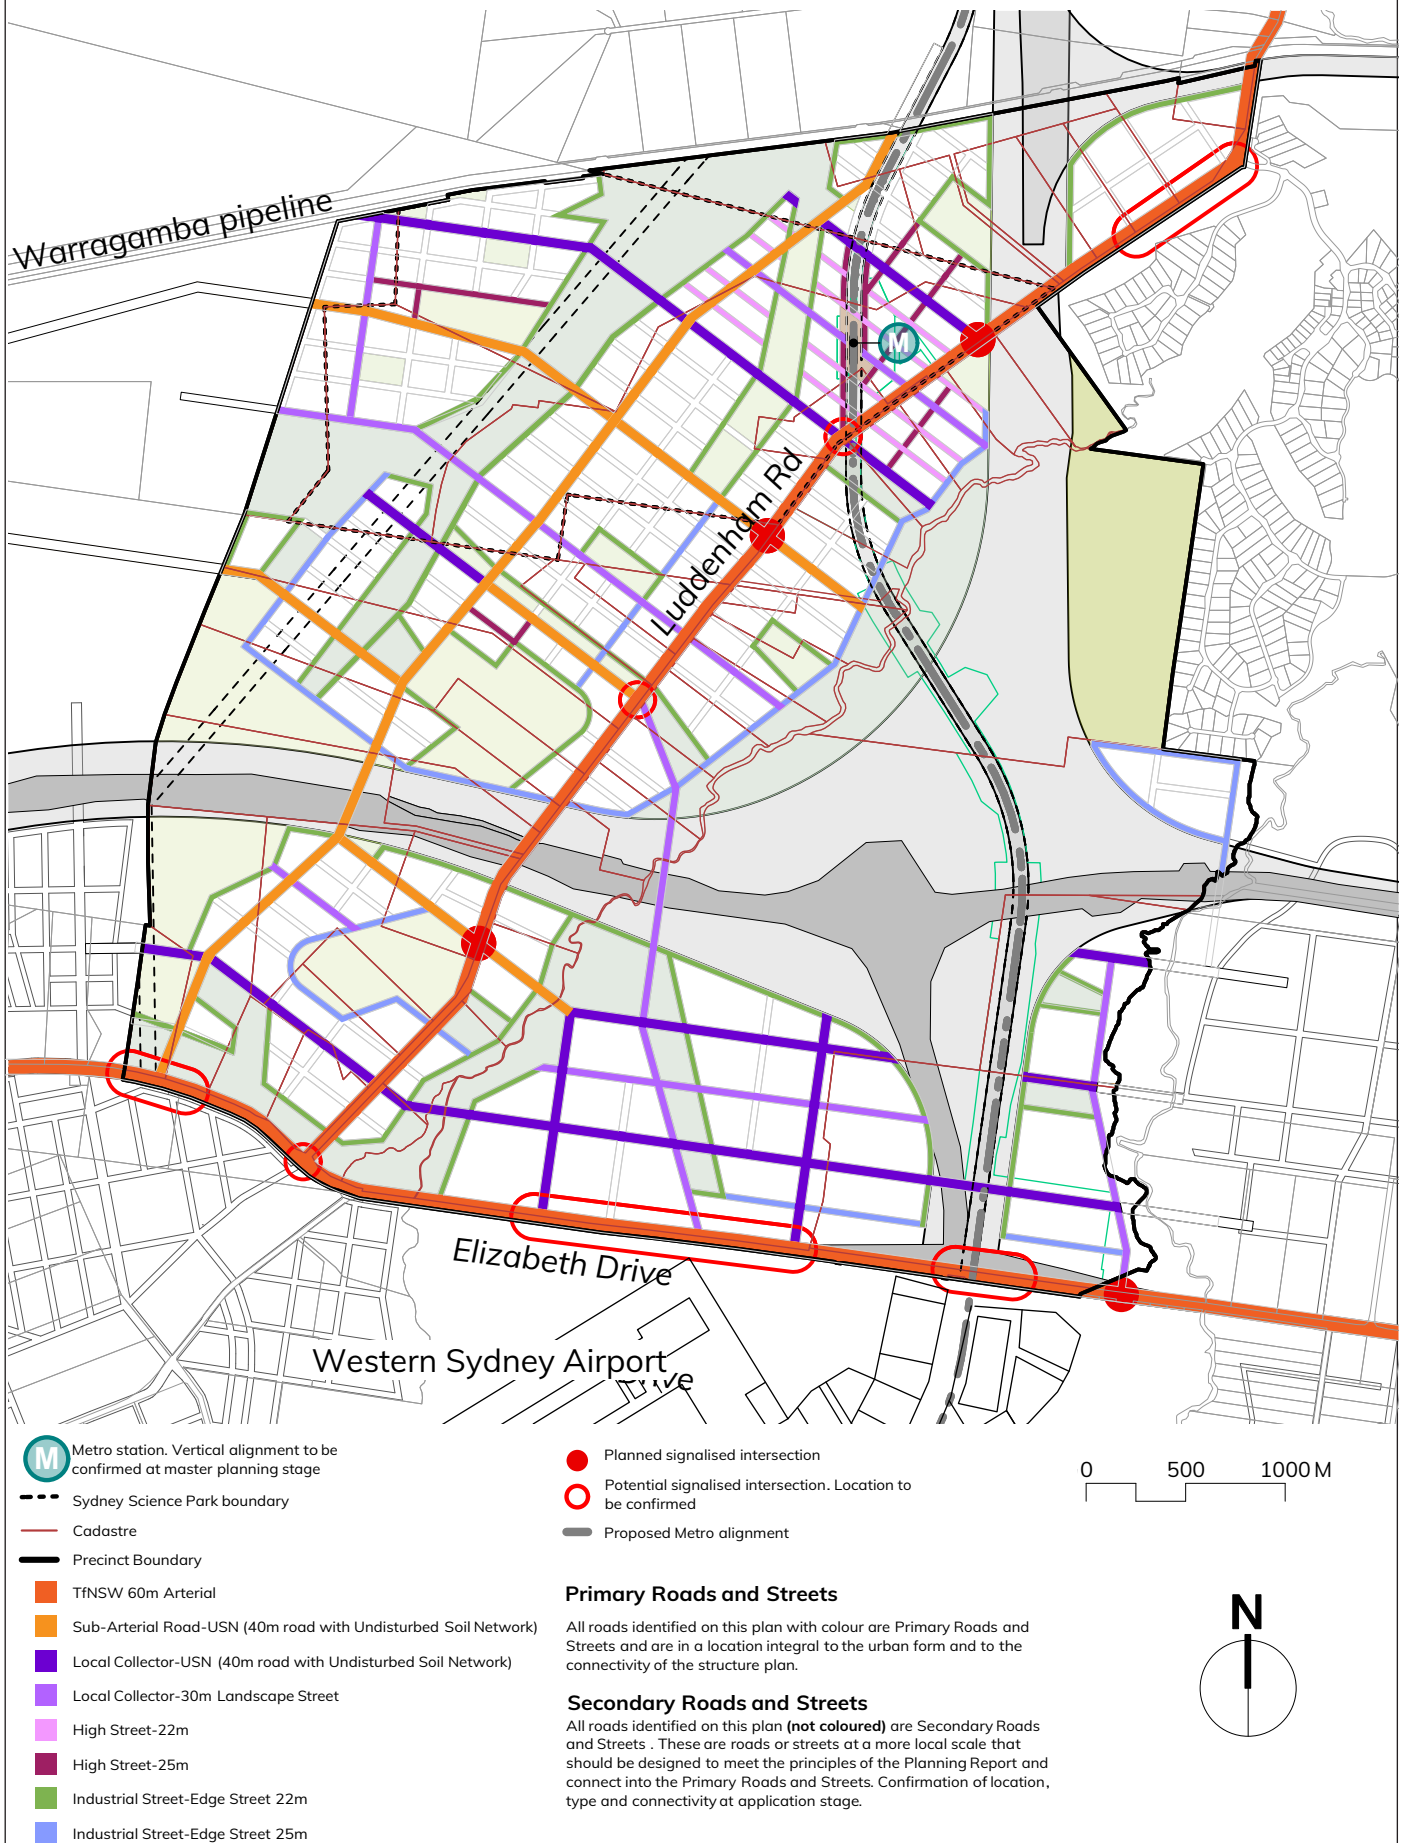 Warragamba pipeline
M
Luddenham Rd
Elizabeth Drive
Western Sydney Airport
M
Metro station. Vertical alignment to be
confirmed at master planning stage
Sydney Science Park boundary
Cadastre
Precinct Boundary
TfNSW 60m Arterial
Sub-Arterial Road-USN (40m road with Undisturbed Soil Network)
Local Collector-USN (40m road with Undisturbed Soil Network)
Local Collector-30m Landscape Street
High Street-22m
High Street-25m
Industrial Street-Edge Street 22m
Industrial Street-Edge Street 25m
Planned signalised intersection
Potential signalised intersection. Location to
be confirmed
Proposed Metro alignment
Primary Roads and Streets
All roads identified on this plan with colour are Primary Roads and
Streets and are in a location integral to the urban form and to the
connectivity of the structure plan.
Secondary Roads and Streets
All roads identified on this plan (not coloured) are Secondary Roads
and Streets . These are roads or streets at a more local scale that
should be designed to meet the principles of the Planning Report and
connect into the Primary Roads and Streets. Confirmation of location,
type and connectivity at application stage.
0 500 1000 M
N